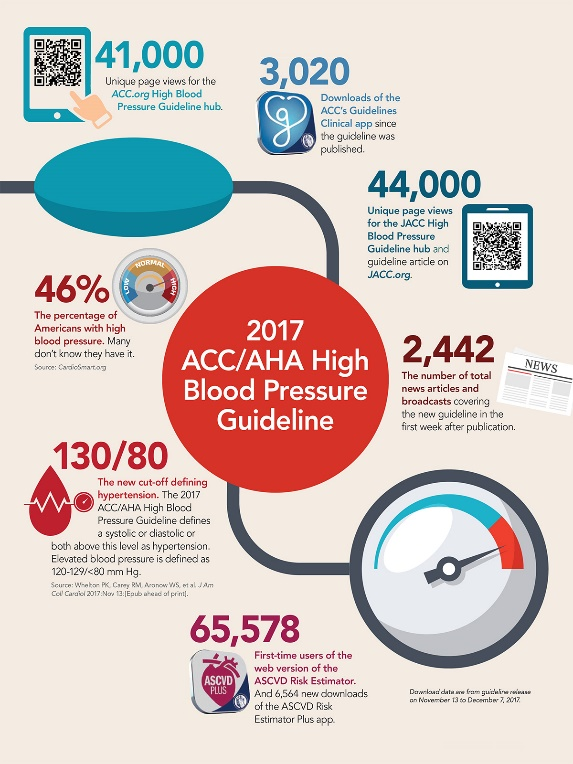 41,000
Unique page views for the
ACC.org High Blood
Pressure Guideline hub.
3,020
Downloads of the
ACC's Guidelines
Clinical app since
the guideline was
published.
44,000
Unique page views
for the JACC High
Blood Pressure
Guideline hub and
guideline article on
JACC.org.
LOW
NORMAL
HIGH
46%
The percentage of
Americans with high
blood pressure. Many
don't know they have it.
Source: CardioSmart.org
2017
ACC/AHA High
Blood Pressure
Guideline
2,442
NEWS
The number of total
news articles and
broadcasts covering
the new guideline in the
first week after publication.
130/80
The new cut-off defining
hypertension. The 2017
ACC/AHA High Blood
Pressure Guideline defines
a systolic or diastolic or
both above this level as hypertension.
Elevated blood pressure is defined as
120-129/<80 mm Hg.
Source: Whelton PK, Carey RM, Aronow WS, et al. J Am
Coll Cardiol 2017;Nov 13:[Epub ahead of print].
65,578
ASCVD
PLUS
First-time users of the
web version of the
ASCVD Risk Estimator.
And 6,564 new downloads
of the ASCVD Risk
Estimator Plus app.
Download data are from guideline release
on November 13 to December 7, 2017.